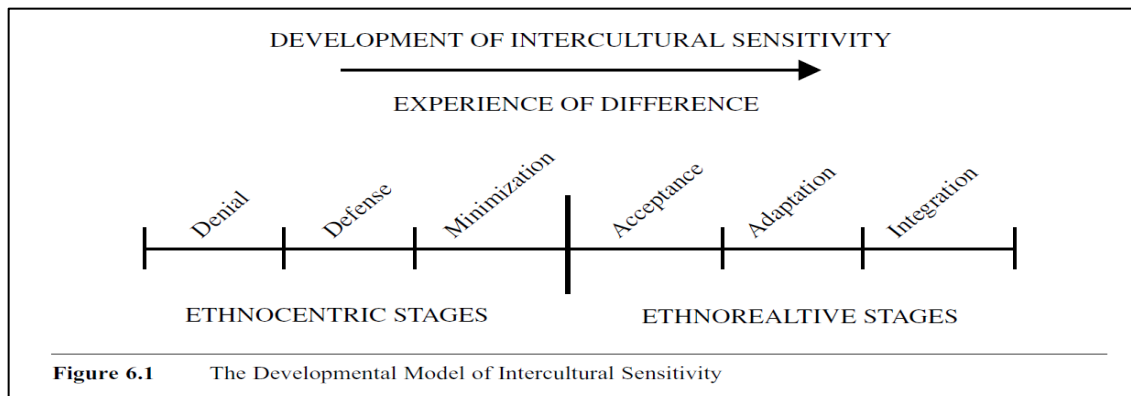 DEVELOPMENT OF INTERCULTURAL SENSITIVITY
EXPERIENCE OF DIFFERENCE
Denial
Defense
Minimization
Acceptance
Adaptation
Integration
ETHNOCENTRIC STAGES
ETHNOREALTIVE STAGES
Figure 6.1 The Developmental Model of Intercultural Sensitivity